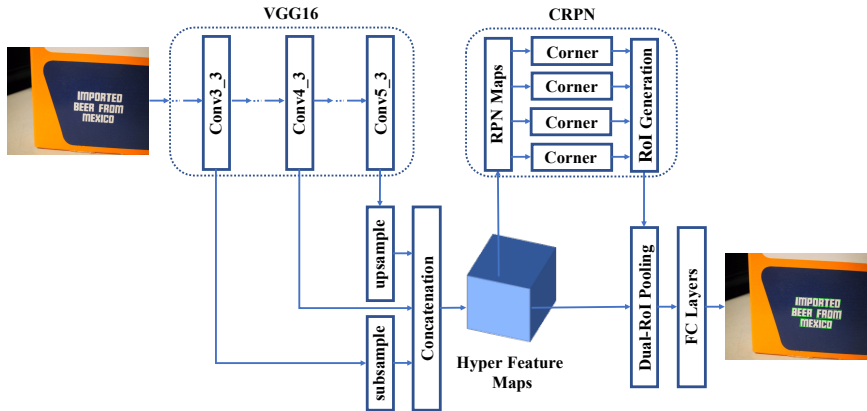 VGG16
CRPN
Conv3_3
Conv4_3
Conv5_3
RPN Maps
Corner
Corner
Corner
Corner
RoI Generation
IMPORTED
BEER FROM
MEXICO
upsample
subsample
Concatenation
Hyper Feature
Maps
Dual-RoI Pooling
FC Layers
IMPORTED
BEER FROM
MEXICO